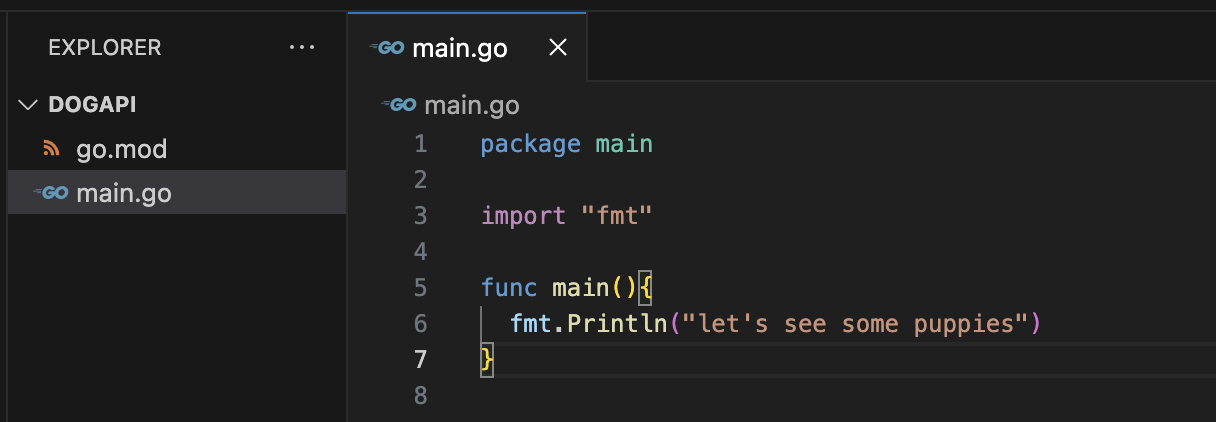 EXPLORER ...
GO main.go ×
DOGAPI
go.mod
GO main.go
GO main.go
1 package main
2
3 import "fmt"
4
5 func main(){
6   fmt.Println("let's see some puppies")
7 }
8